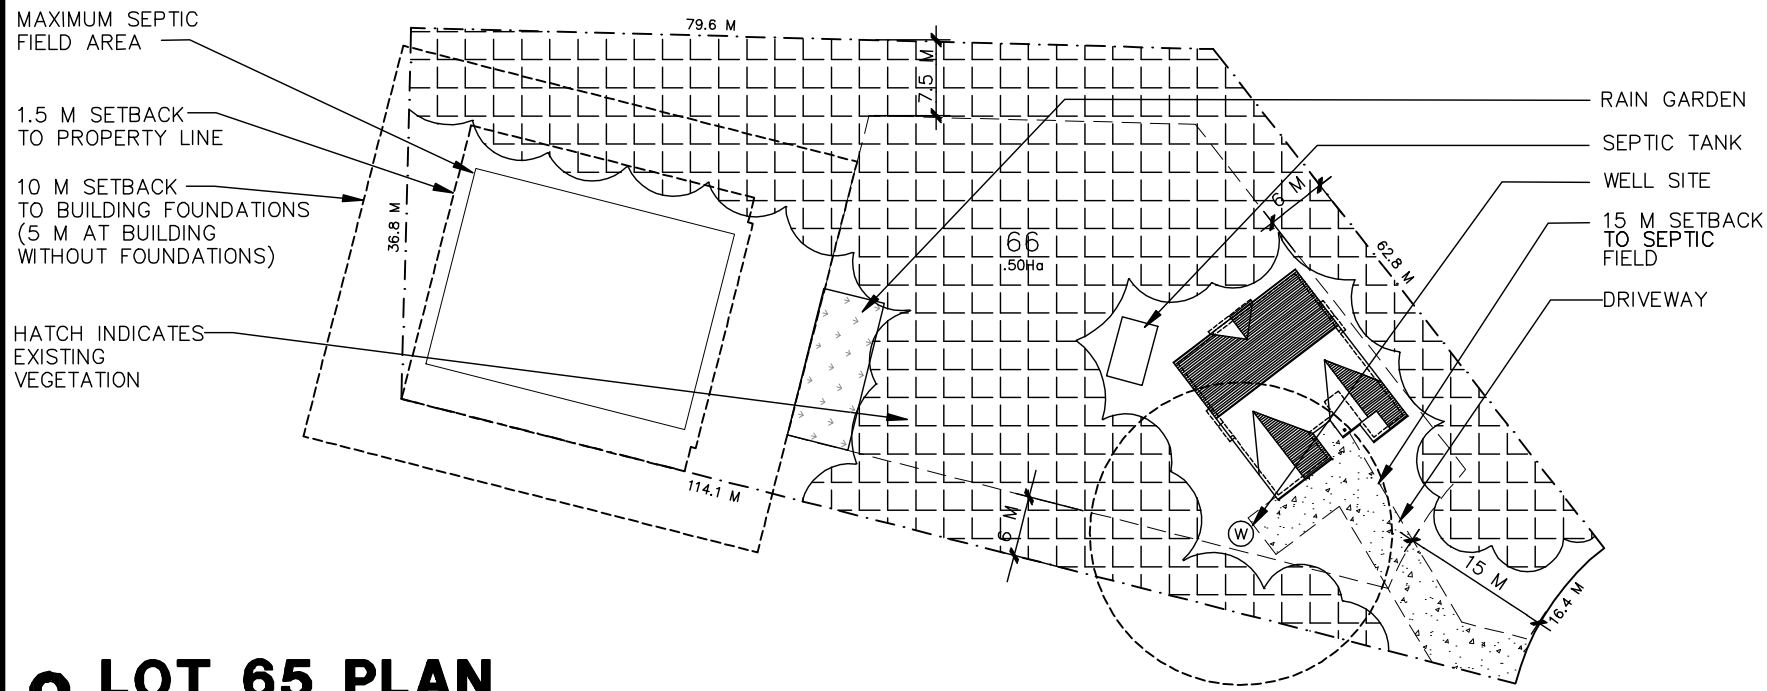 MAXIMUM SEPTIC
FIELD AREA
1.5 M SETBACK
TO PROPERTY LINE
10 M SETBACK
TO BUILDING FOUNDATIONS
(5 M AT BUILDING
WITHOUT FOUNDATIONS)
HATCH INDICATES
EXISTING
VEGETATION
79.6 M
7.5 M
36.8 M
66
.50Ha
6 M
62.8 M
114.1 M
6 M
W
15 M
16.4 M
RAIN GARDEN
SEPTIC TANK
WELL SITE
15 M SETBACK
TO SEPTIC
FIELD
DRIVEWAY
LOT 65 PLAN